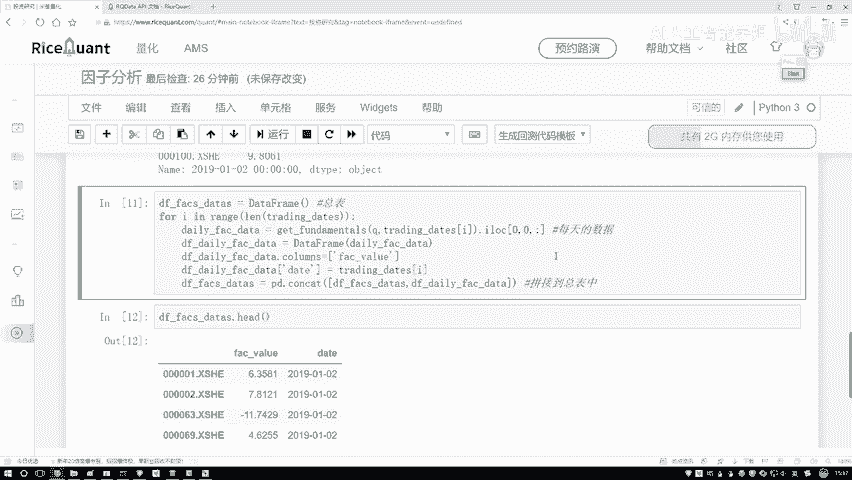 RQData API 文档 - RiceQuant
RiceQuant 量化 AMS 预约路演 帮助文档 社区
因子分析 最后检查: 26 分钟前 (未保存改变)
文件 编辑 查看 插入 单元格 服务 Widgets 帮助 可信的 Python 3
运行 代码 生成回测代码模板 共有 2G 内存供您使用
000100.XSHE 9.8061
Name: 2019-01-02 00:00:00, dtype: object
In [11]: df_facs_datas = DataFrame() #总表
for i in range(len(trading_dates)):
daily_fac_data = get_fundamentals(q,trading_dates[i]).iloc[0,0,:] #每天的数据
df_daily_fac_data = DataFrame(daily_fac_data)
df_daily_fac_data.columns=['fac_value']
df_daily_fac_data['date'] = trading_dates[i]
df_facs_datas = pd.concat([df_facs_datas,df_daily_fac_data]) #拼接到总表中
In [12]: df_facs_datas.head()
Out[12]:
fac_value date
000001.XSHE 6.3581 2019-01-02
000002.XSHE 7.8121 2019-01-02
000063.XSHE -11.7429 2019-01-02
000069.XSHE 4.6255 2019-01-02